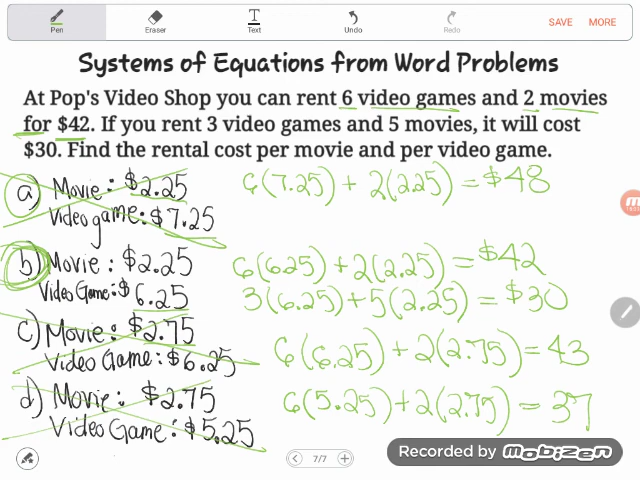 Pen Eraser Text Undo Redo SAVE MORE
Systems of Equations from Word Problems
At Pop's Video Shop you can rent 6 video games and 2 movies
for $42. If you rent 3 video games and 5 movies, it will cost
$30. Find the rental cost per movie and per video game.
a) Movie: $2.25
Video game: $7.25
6(7.25) + 2(2.25) = $48
b) Movie: $2.25
Video Game: $6.25
6(6.25) + 2(2.25) = $42
3(6.25) + 5(2.25) = $30
c) Movie: $2.75
Video Game: $6.25
6(6.25) + 2(2.75) = 43
d) Movie: $2.75
Video Game: $5.25
6(5.25) + 2(2.75) = 37
7/7
Recorded by mobizen